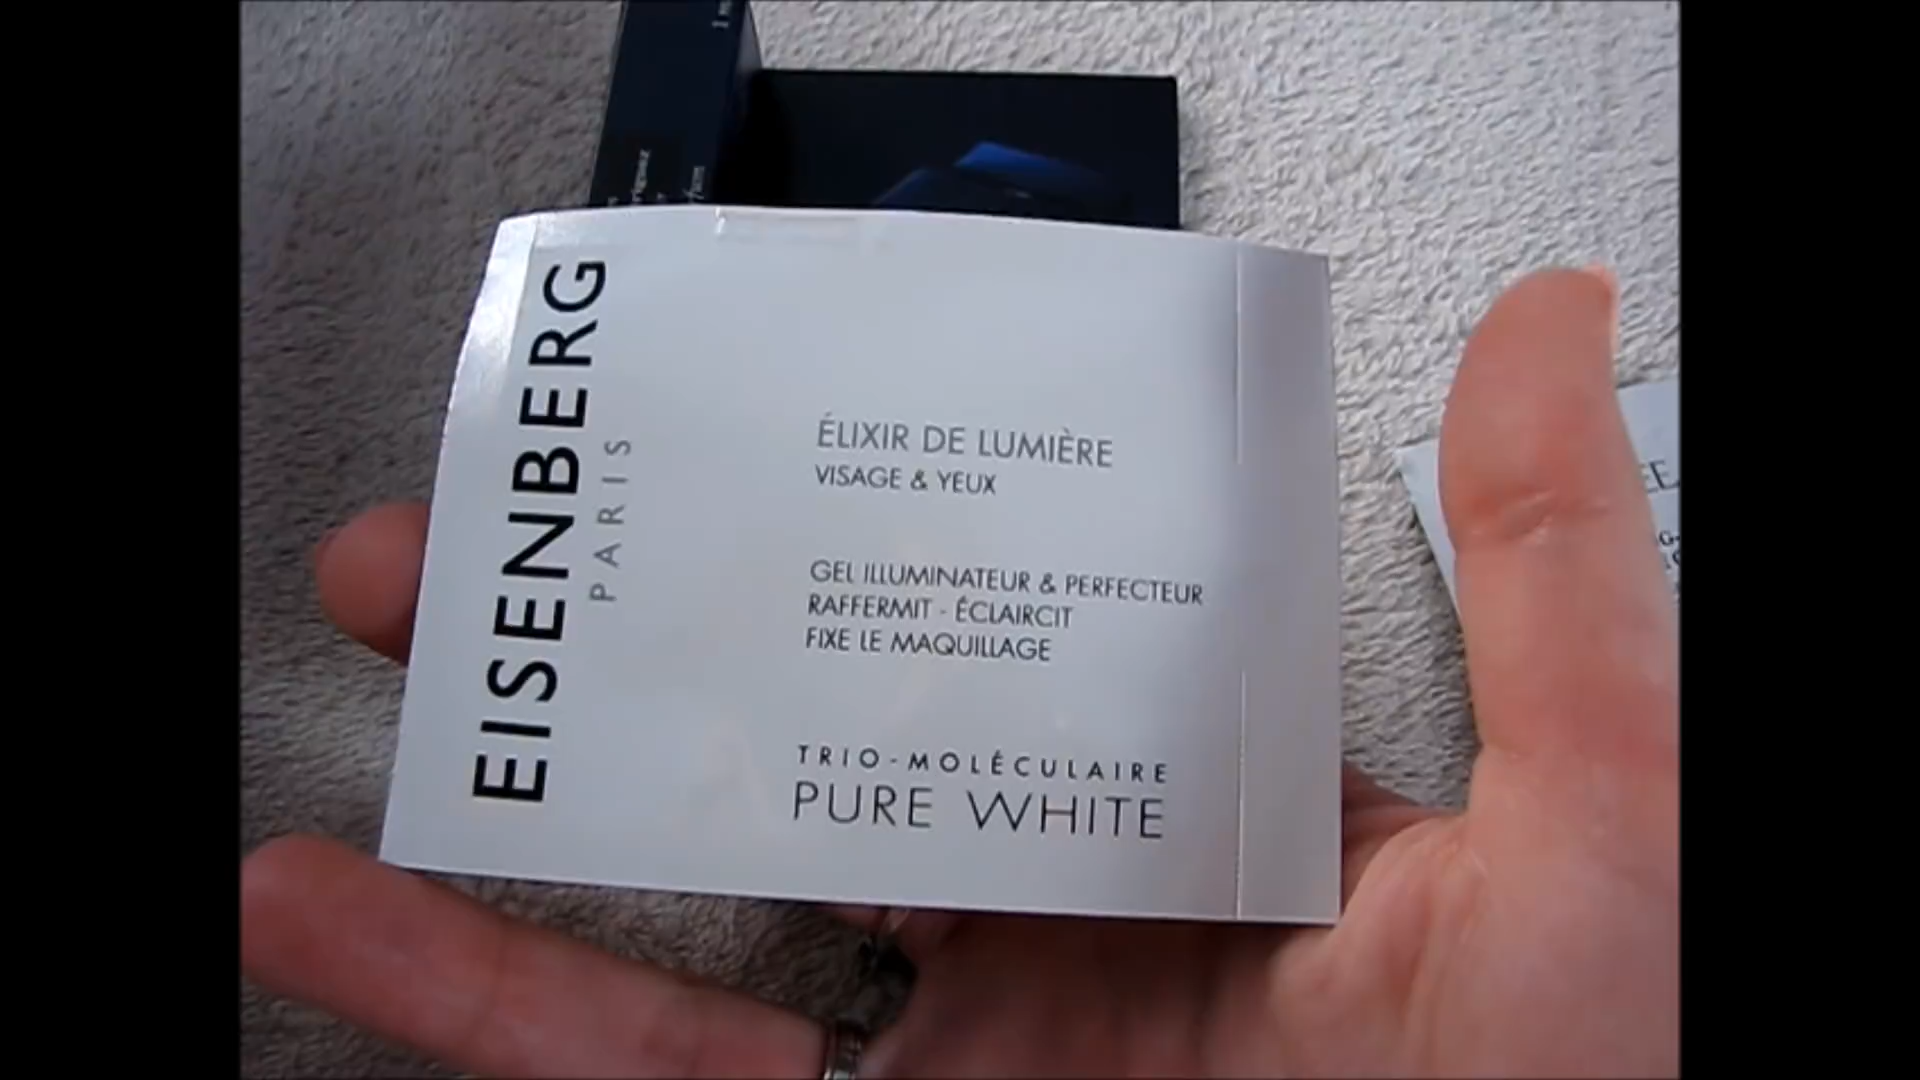 EISENBERG
PARIS
ÉLIXIR DE LUMIÈRE
VISAGE & YEUX
GEL ILLUMINATEUR & PERFECTEUR
RAFFERMIT - ÉCLAIRCIT
FIXE LE MAQUILLAGE
TRIO-MOLÉCULAIRE
PURE WHITE